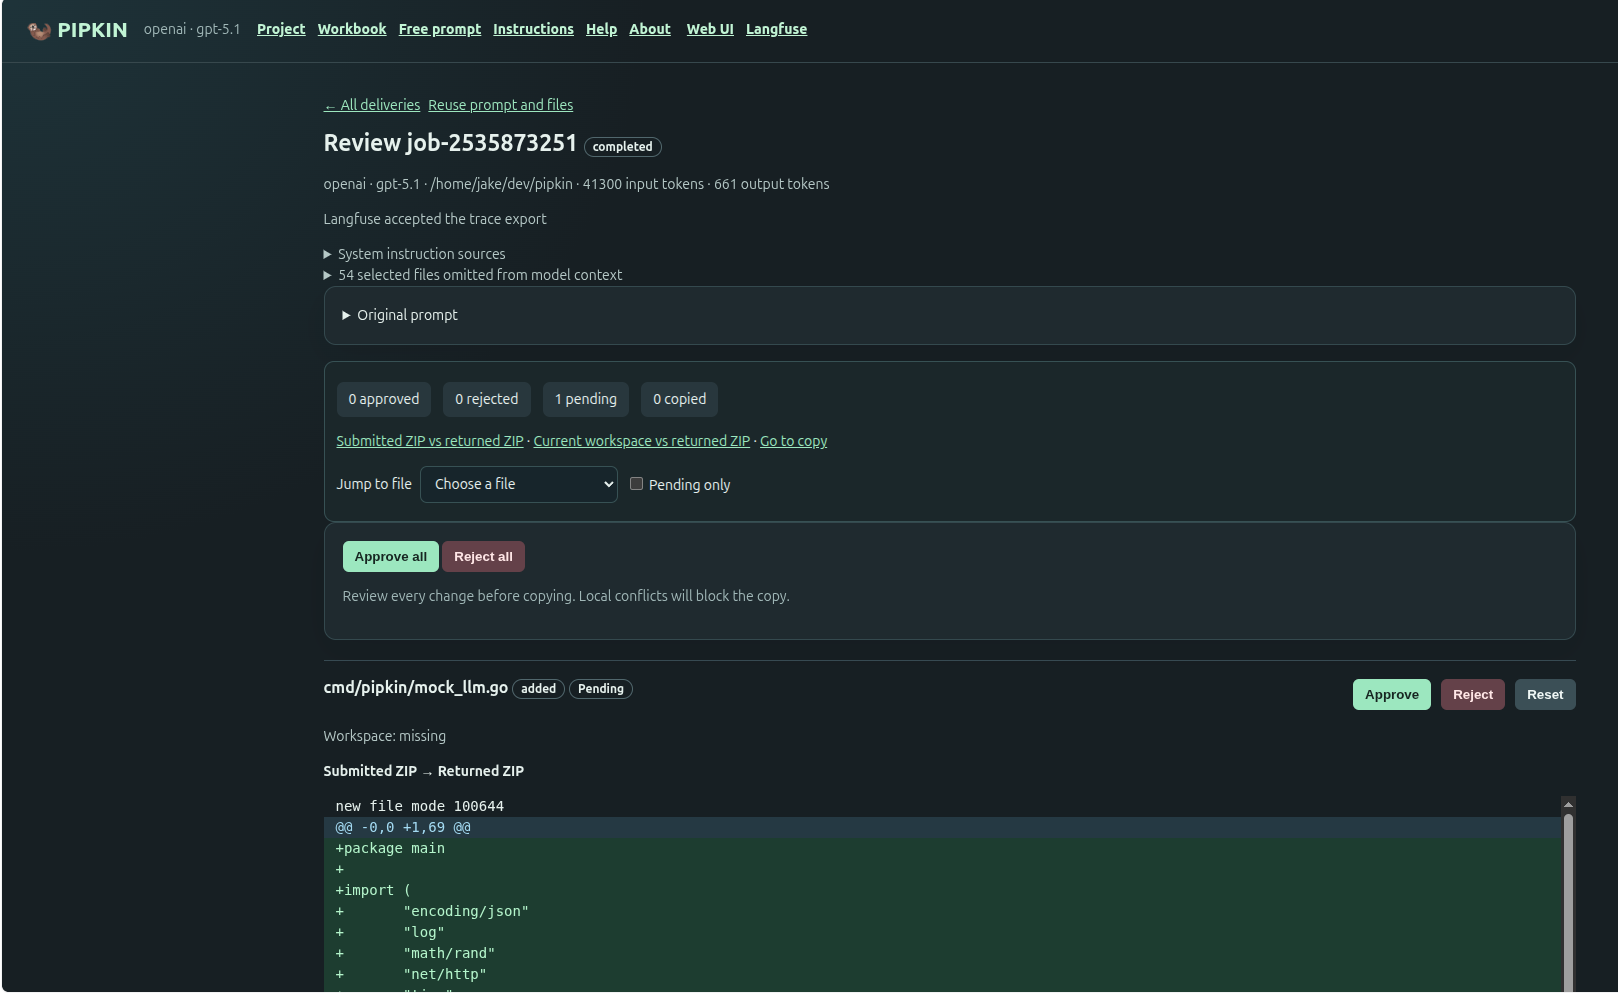 PIPKIN openai · gpt-5.1 Project Workbook Free prompt Instructions Help About Web UI Langfuse
← All deliveries Reuse prompt and files
Review job-2535873251 completed
openai · gpt-5.1 · /home/jake/dev/pipkin · 41300 input tokens · 661 output tokens
Langfuse accepted the trace export
▶ System instruction sources
▶ 54 selected files omitted from model context
▶ Original prompt
0 approved 0 rejected 1 pending 0 copied
Submitted ZIP vs returned ZIP · Current workspace vs returned ZIP · Go to copy
Jump to file Choose a file Pending only
Approve all Reject all
Review every change before copying. Local conflicts will block the copy.
cmd/pipkin/mock_llm.go added Pending Approve Reject Reset
Workspace: missing
Submitted ZIP → Returned ZIP
new file mode 100644
@@ -0,0 +1,69 @@
+package main
+
+import (
+	"encoding/json"
+	"log"
+	"math/rand"
+	"net/http"